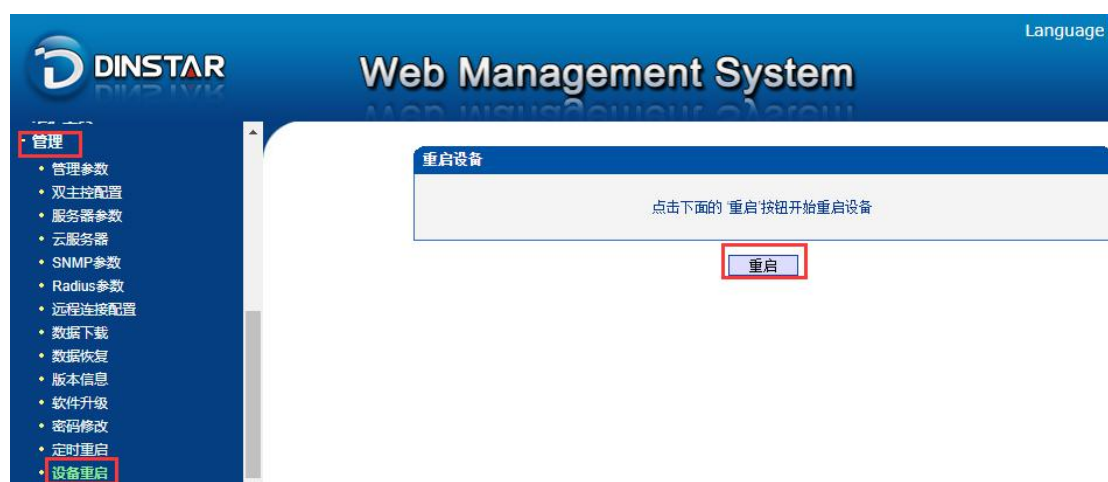 Language
DINSTAR
Web Management System
管理
管理参数
双主控配置
服务器参数
云服务器
SNMP参数
Radius参数
远程连接配置
数据下载
数据恢复
版本信息
软件升级
密码修改
定时重启
设备重启
重启设备
点击下面的 '重启'按钮开始重启设备
重启